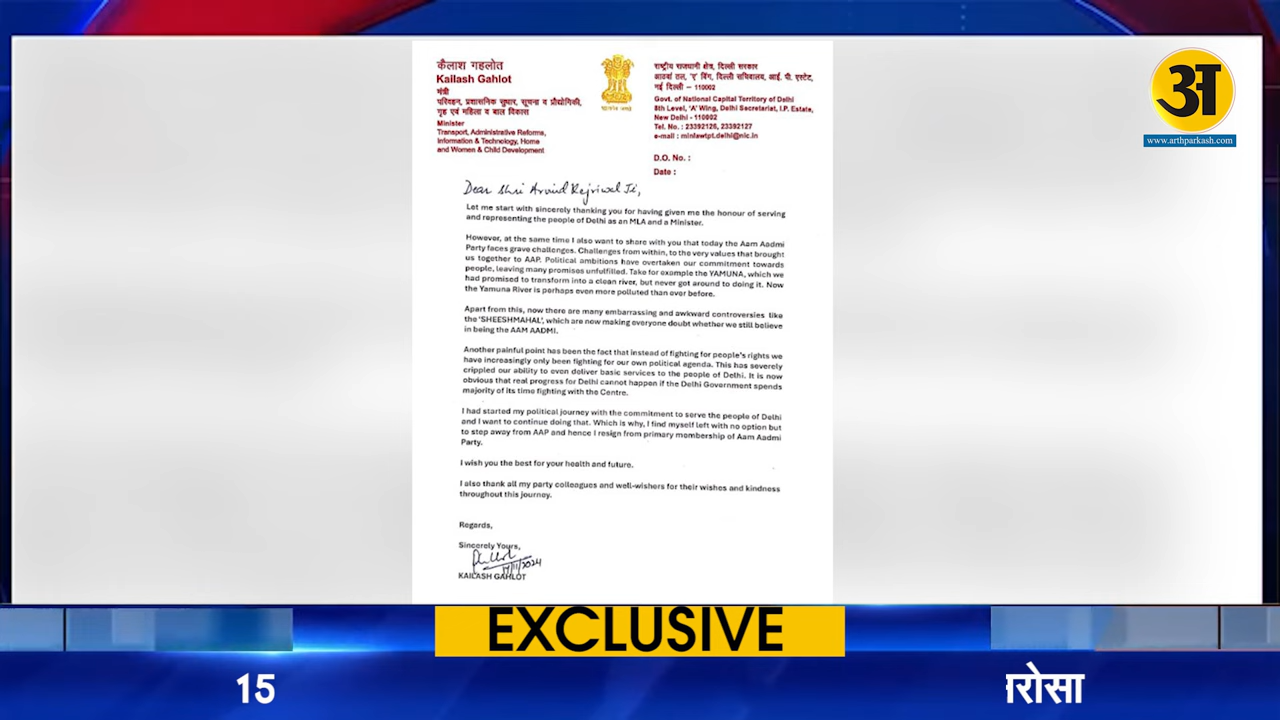 कैलाश गहलोत
Kailash Gahlot
मंत्री
परिवहन, प्रशासनिक सुधार, सूचना व प्रौद्योगिकी,
गृह एवं महिला व बाल विकास
Minister
Transport, Administrative Reforms,
Information & Technology, Home
and Women & Child Development
सत्यमेव जयते
राष्ट्रीय राजधानी क्षेत्र, दिल्ली सरकार
आठवां तल, 'ए' विंग, दिल्ली सचिवालय, आई. पी. एस्टेट,
नई दिल्ली – 110002
Govt. of National Capital Territory of Delhi
8th Level, 'A' Wing, Delhi Secretariat, I.P. Estate,
New Delhi - 110002
Tel. No. : 23392126, 23392127
e-mail : minlawtpt.delhi@nic.in
D.O. No. :
Date :
अ
www.arthparkash.com
Dear Shri Arvind Kejriwal Ji,
Let me start with sincerely thanking you for having given me the honour of serving
and representing the people of Delhi as an MLA and a Minister.
However, at the same time I also want to share with you that today the Aam Aadmi
Party faces grave challenges. Challenges from within, to the very values that brought
us together to AAP. Political ambitions have overtaken our commitment towards
people, leaving many promises unfulfilled. Take for example the YAMUNA, which we
had promised to transform into a clean river, but never got around to doing it. Now
the Yamuna River is perhaps even more polluted than ever before.
Apart from this, now there are many embarrassing and awkward controversies like
the 'SHEESHMAHAL', which are now making everyone doubt whether we still believe
in being the AAM AADMI.
Another painful point has been the fact that instead of fighting for people's rights we
have increasingly only been fighting for our own political agenda. This has severely
crippled our ability to even deliver basic services to the people of Delhi. It is now
obvious that real progress for Delhi cannot happen if the Delhi Government spends
majority of its time fighting with the Centre.
I had started my political journey with the commitment to serve the people of Delhi
and I want to continue doing that. Which is why, I find myself left with no option but
to step away from AAP and hence I resign from primary membership of Aam Aadmi
Party.
I wish you the best for your health and future.
I also thank all my party colleagues and well-wishers for their wishes and kindness
throughout this journey.
Regards,
Sincerely Yours,
17/11/2024
KAILASH GAHLOT
EXCLUSIVE
15
रोसा